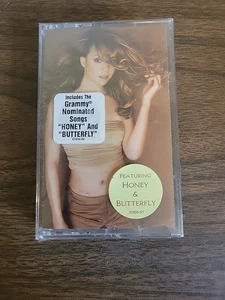 Includes The
Grammy®
Nominated
Songs
"HONEY" And
"BUTTERFLY"
FEATURING
HONEY
&
BUTTERFLY